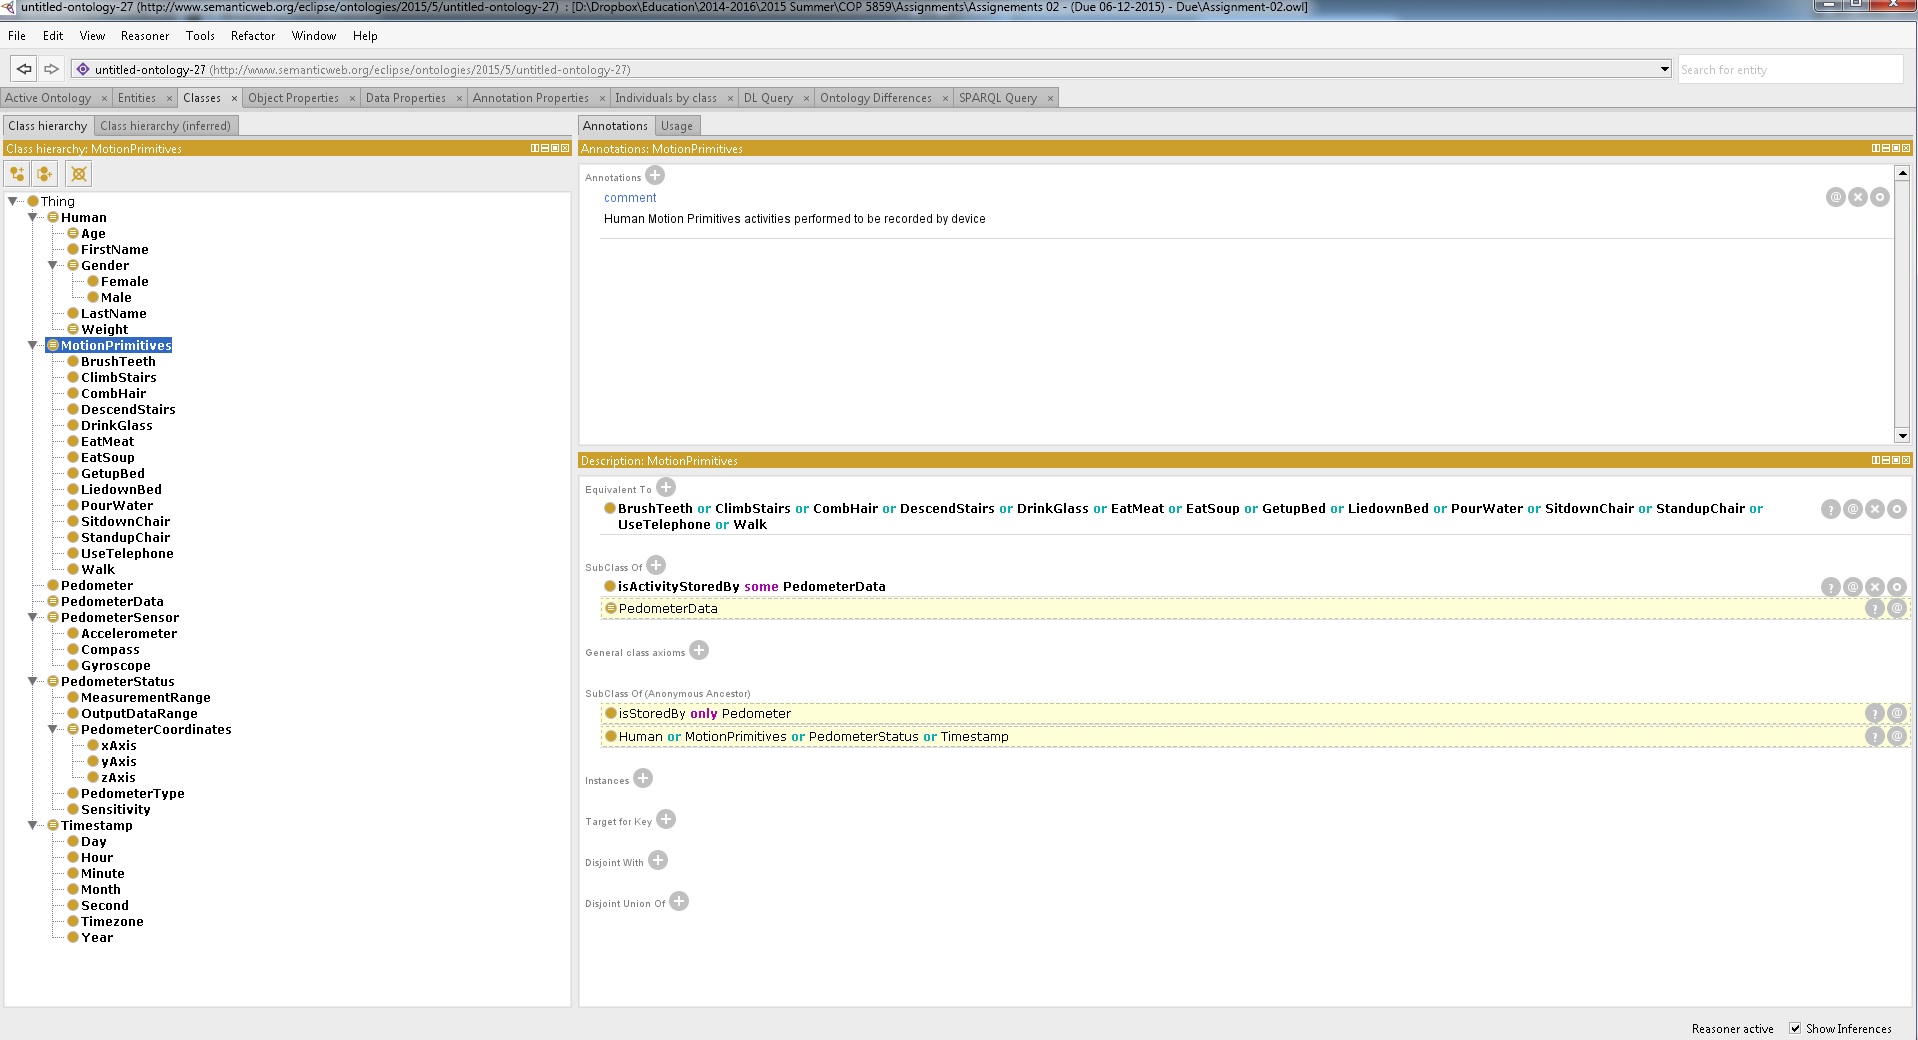 untitled-ontology-27 (http://www.semanticweb.org/eclipse/ontologies/2015/5/untitled-ontology-27) : [D:\Dropbox\Education\2014-2016\2015 Summer\COP 5859\Assignments\Assignements 02 - (Due 06-12-2015) - Due\Assignment-02.owl]
File Edit View Reasoner Tools Refactor Window Help
untitled-ontology-27 (http://www.semanticweb.org/eclipse/ontologies/2015/5/untitled-ontology-27)
Search for entity
Active Ontology × Entities × Classes × Object Properties × Data Properties × Annotation Properties × Individuals by class × DL Query × Ontology Differences × SPARQL Query ×
Class hierarchy Class hierarchy (inferred)
Class hierarchy: MotionPrimitives
Thing
Human
Age
FirstName
Gender
Female
Male
LastName
Weight
MotionPrimitives
BrushTeeth
ClimbStairs
CombHair
DescendStairs
DrinkGlass
EatMeat
EatSoup
GetupBed
LiedownBed
PourWater
SitdownChair
StandupChair
UseTelephone
Walk
Pedometer
PedometerData
PedometerSensor
Accelerometer
Compass
Gyroscope
PedometerStatus
MeasurementRange
OutputDataRange
PedometerCoordinates
xAxis
yAxis
zAxis
PedometerType
Sensitivity
Timestamp
Day
Hour
Minute
Month
Second
Timezone
Year
Annotations Usage
Annotations: MotionPrimitives
Annotations
comment
Human Motion Primitives activities performed to be recorded by device
Description: MotionPrimitives
Equivalent To
BrushTeeth or ClimbStairs or CombHair or DescendStairs or DrinkGlass or EatMeat or EatSoup or GetupBed or LiedownBed or PourWater or SitdownChair or StandupChair or
UseTelephone or Walk
SubClass Of
isActivityStoredBy some PedometerData
PedometerData
General class axioms
SubClass Of (Anonymous Ancestor)
isStoredBy only Pedometer
Human or MotionPrimitives or PedometerStatus or Timestamp
Instances
Target for Key
Disjoint With
Disjoint Union Of
Reasoner active Show Inferences